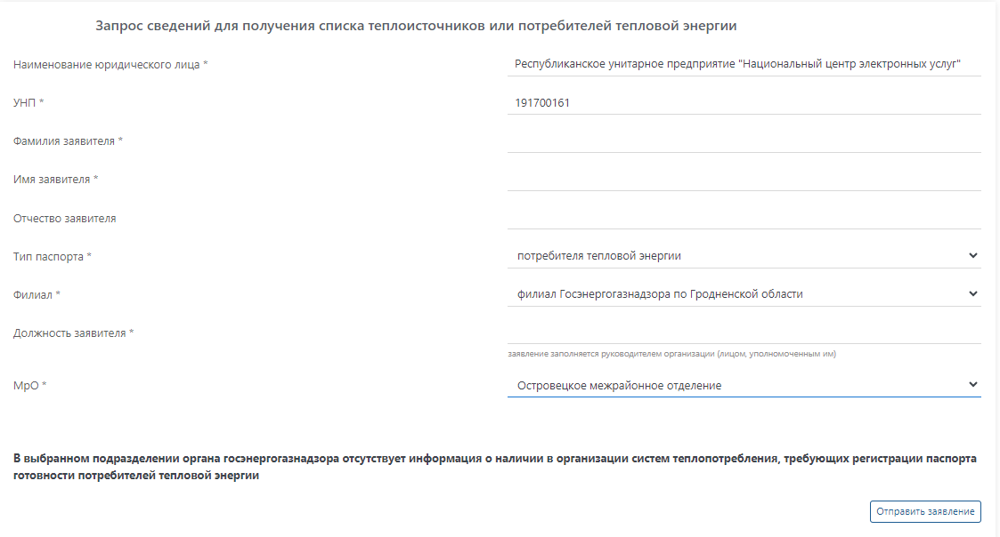 Запрос сведений для получения списка теплоисточников или потребителей тепловой энергии
Наименование юридического лица * Республиканское унитарное предприятие "Национальный центр электронных услуг"
УНП * 191700161
Фамилия заявителя *
Имя заявителя *
Отчество заявителя
Тип паспорта * потребителя тепловой энергии
Филиал * филиал Госэнергогазнадзора по Гродненской области
Должность заявителя *
заявление заполняется руководителем организации (лицом, уполномоченным им)
МрО * Островецкое межрайонное отделение
В выбранном подразделении органа госэнергогазнадзора отсутствует информация о наличии в организации систем теплопотребления, требующих регистрации паспорта
готовности потребителей тепловой энергии
Отправить заявление